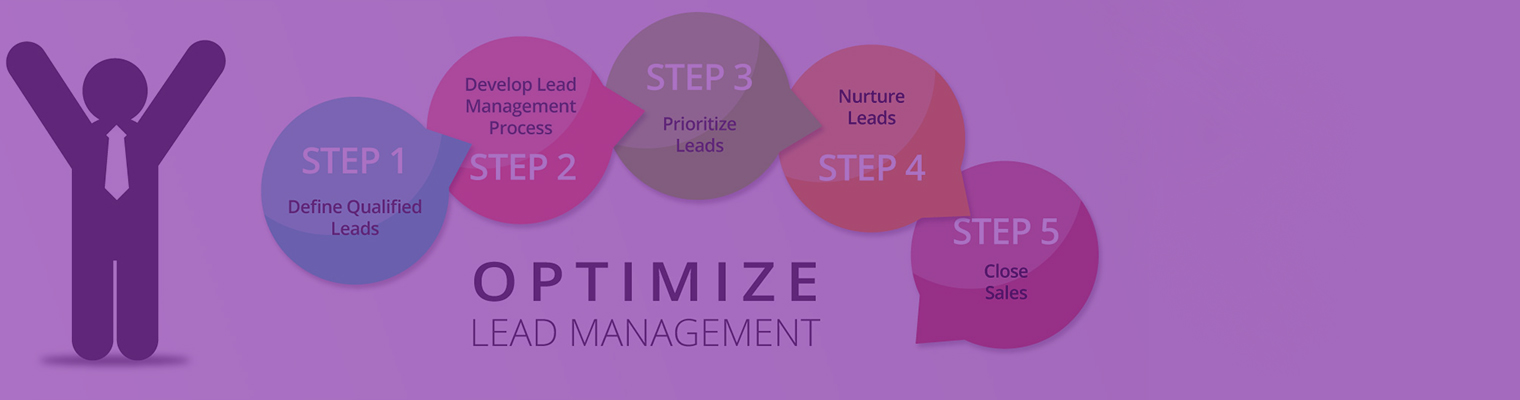 STEP 1
Define Qualified
Leads
Develop Lead
Management
Process
STEP 2
STEP 3
Prioritize
Leads
Nurture
Leads
STEP 4
STEP 5
Close
Sales
OPTIMIZE
LEAD MANAGEMENT